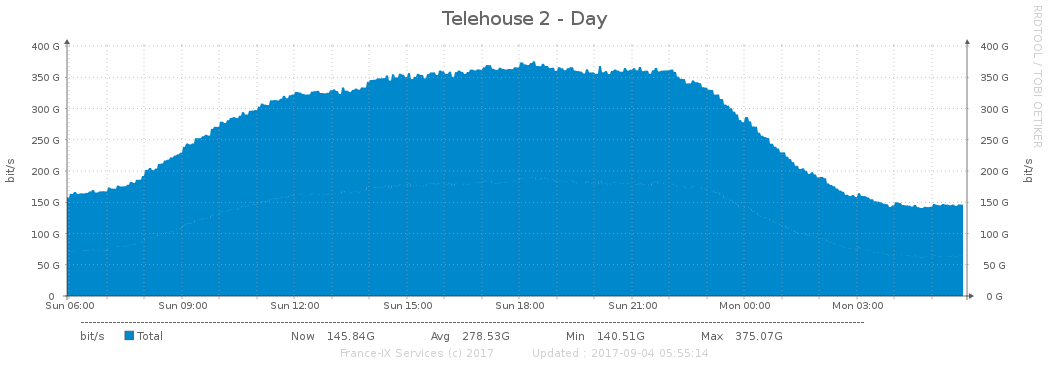 Telehouse 2 - Day
RRDTOOL / TOBI OETIKER
bit/s
bit/s
400 G 400 G
350 G 350 G
300 G 300 G
250 G 250 G
200 G 200 G
150 G 150 G
100 G 100 G
50 G 50 G
0 0 G
Sun 06:00 Sun 09:00 Sun 12:00 Sun 15:00 Sun 18:00 Sun 21:00 Mon 00:00 Mon 03:00
bit/s Total Now 145.84G Avg 278.53G Min 140.51G Max 375.07G
France-IX Services (c) 2017 Updated : 2017-09-04 05:55:14